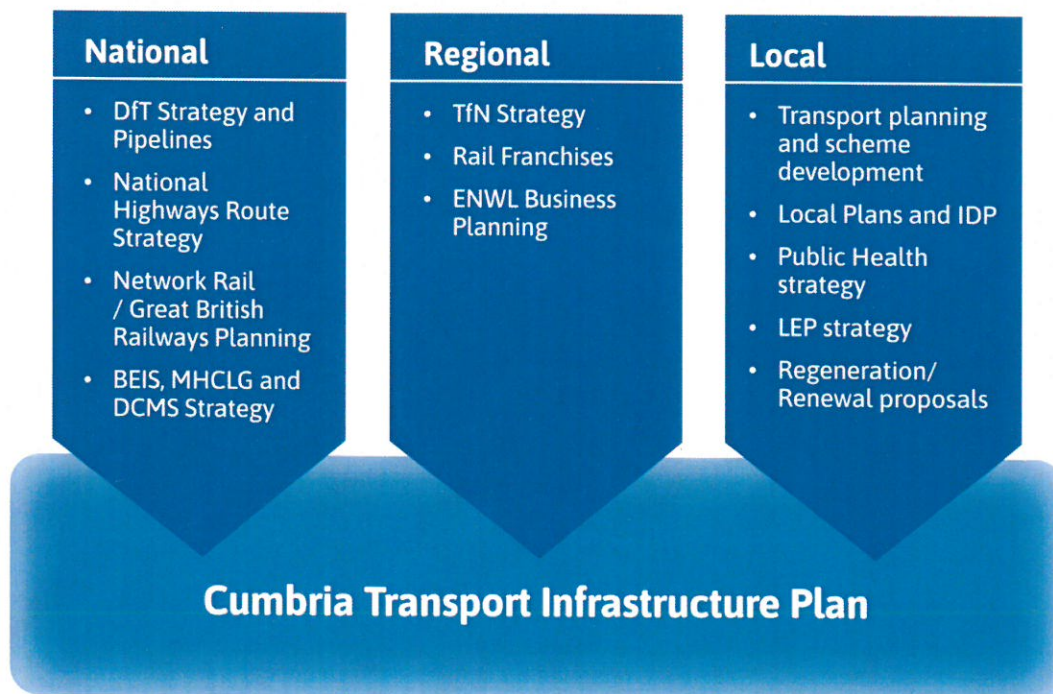 National
• DfT Strategy and
Pipelines
• National
Highways Route
Strategy
• Network Rail
/ Great British
Railways Planning
• BEIS, MHCLG and
DCMS Strategy
Regional
• TfN Strategy
• Rail Franchises
• ENWL Business
Planning
Local
• Transport planning
and scheme
development
• Local Plans and IDP
• Public Health
strategy
• LEP strategy
• Regeneration/
Renewal proposals
Cumbria Transport Infrastructure Plan